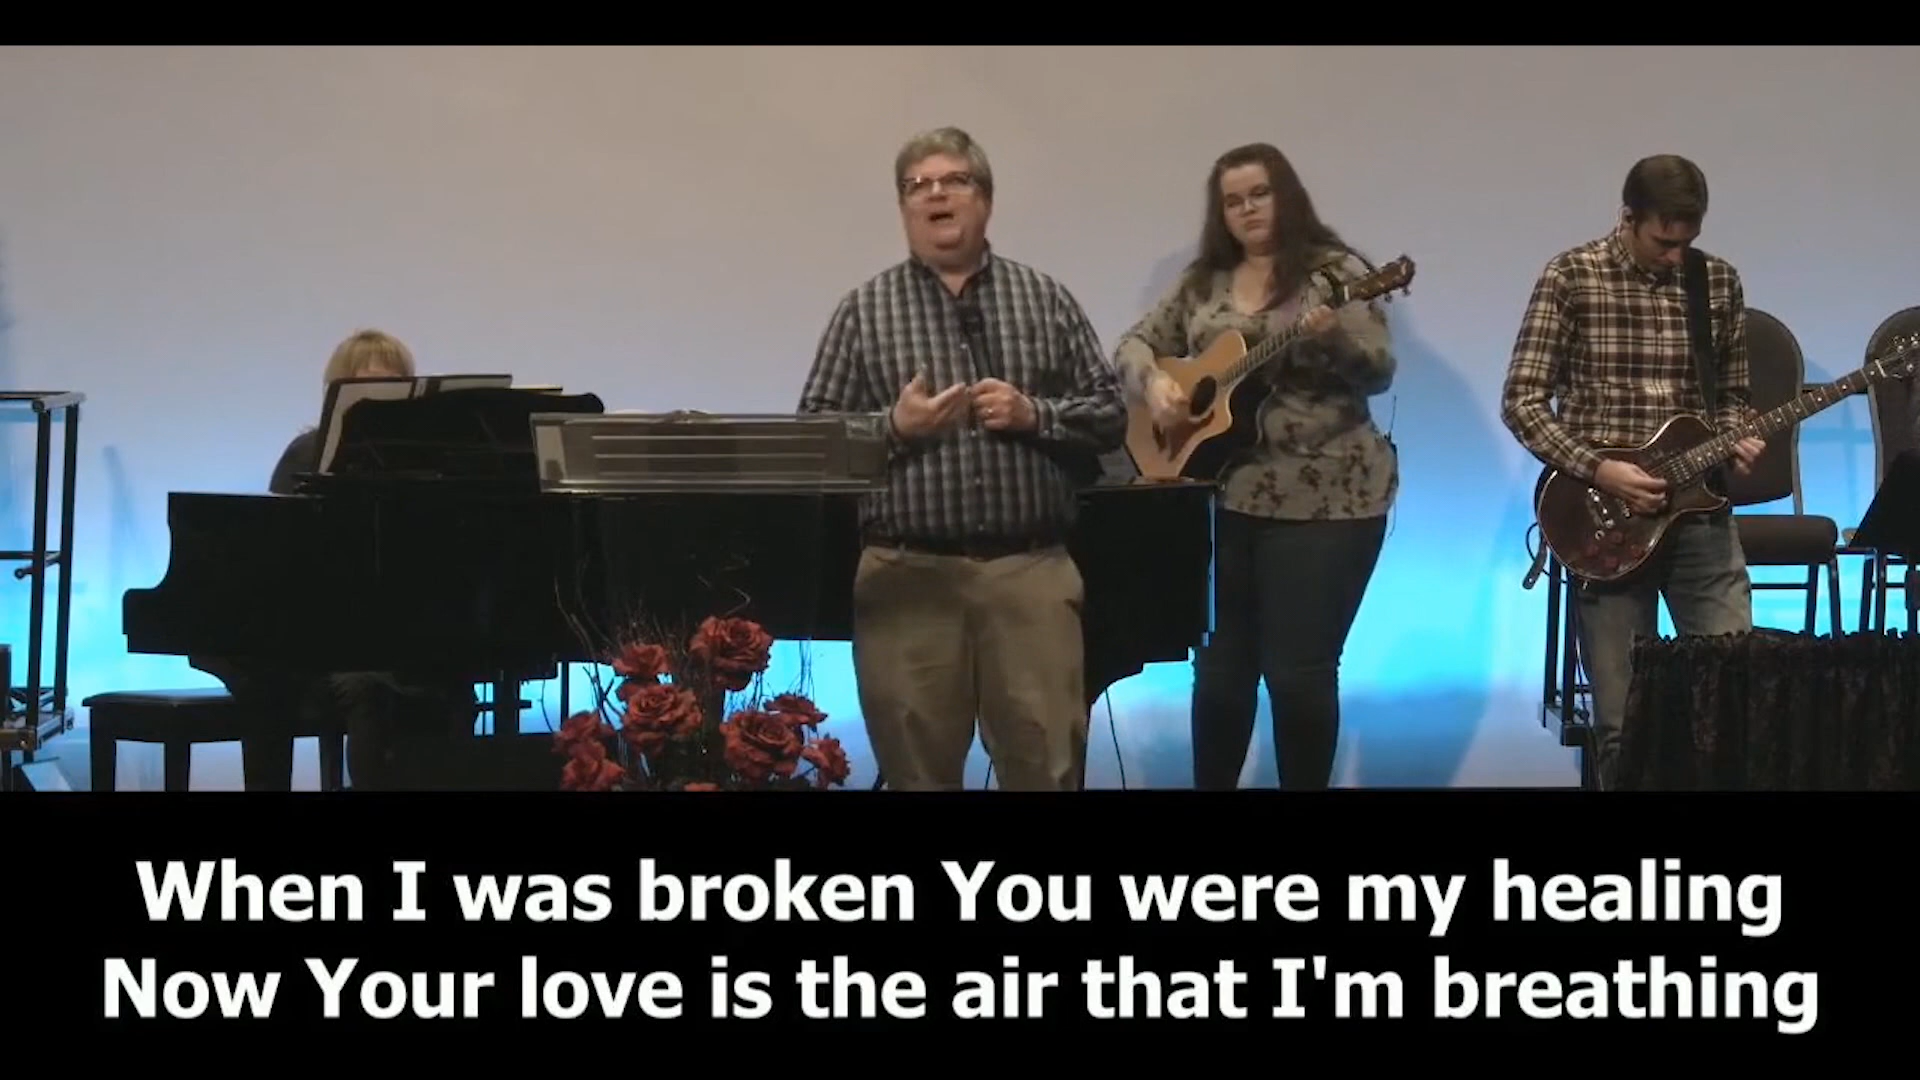 When I was broken You were my healing
Now Your love is the air that I'm breathing